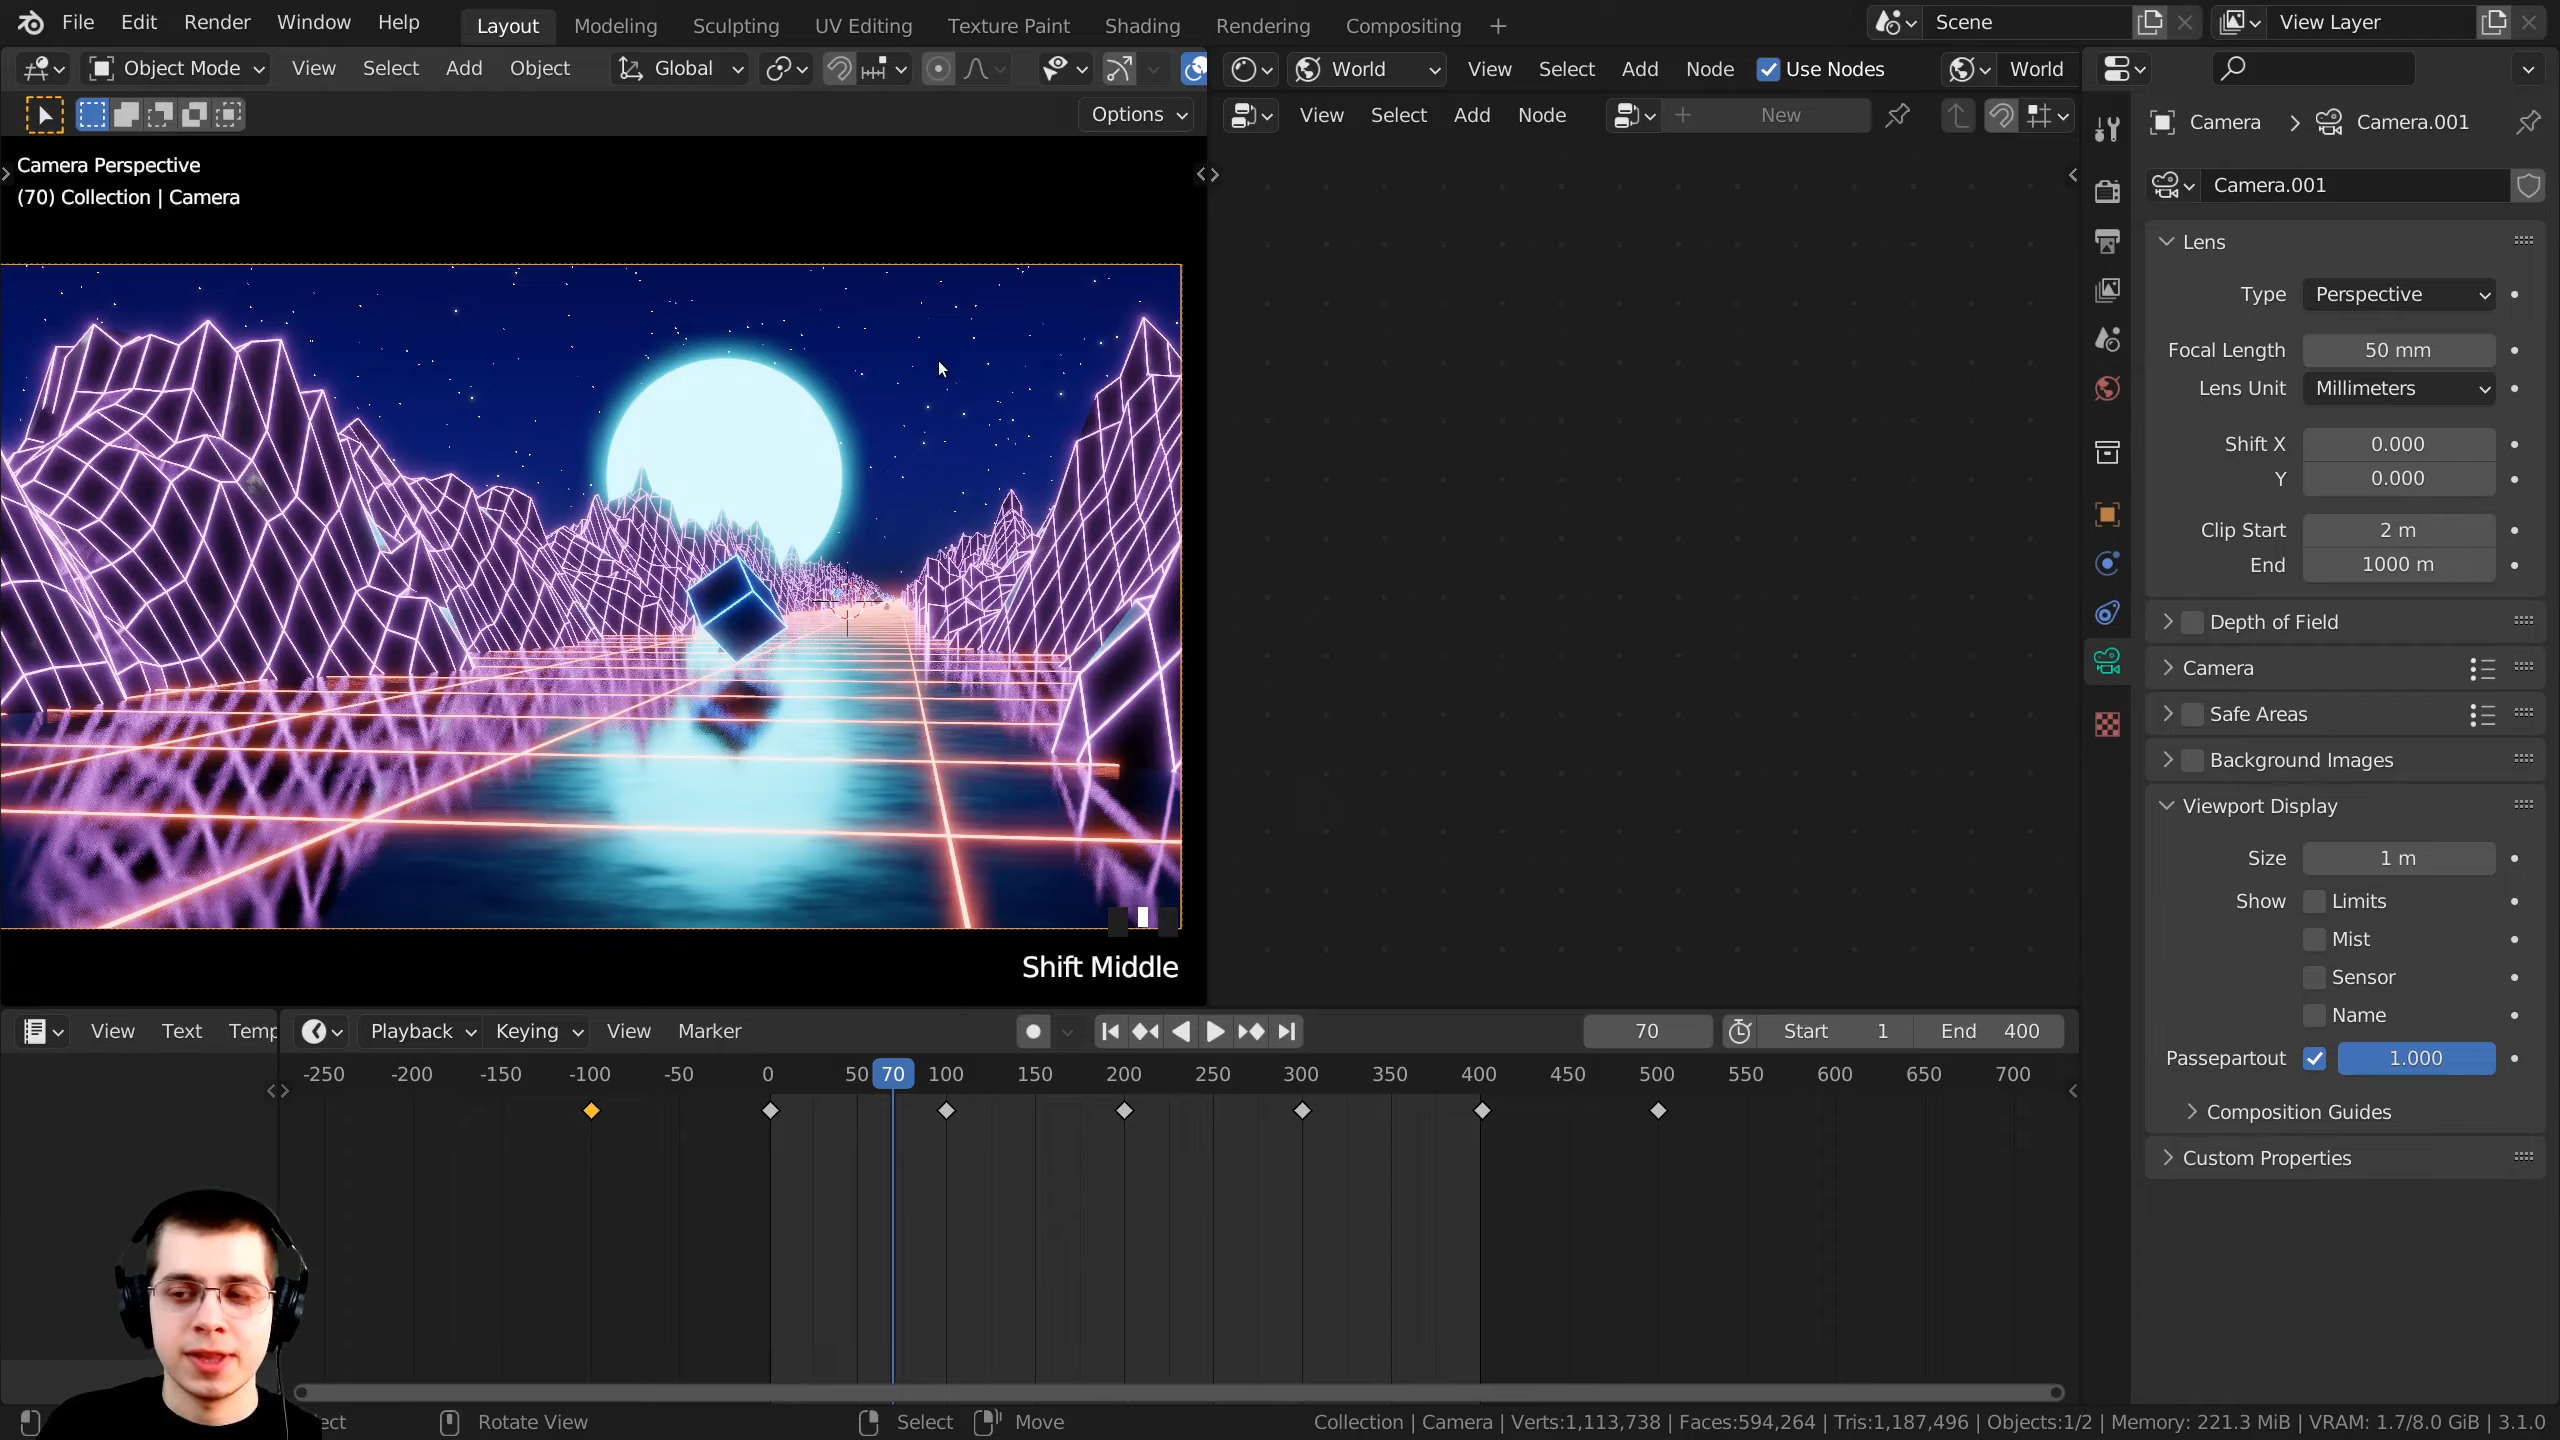 File Edit Render Window Help Layout Modeling Sculpting UV Editing Texture Paint Shading Rendering Compositing + Scene View Layer
Object Mode View Select Add Object Global World View Select Add Node Use Nodes World
Options View Select Add Node New
Camera > Camera.001
Camera.001
Camera Perspective
(70) Collection | Camera
Lens
Type Perspective
Focal Length 50 mm
Lens Unit Millimeters
Shift X 0.000
Y 0.000
Clip Start 2 m
End 1000 m
Depth of Field
Camera
Safe Areas
Background Images
Viewport Display
Size 1 m
Show Limits
Mist
Sensor
Name
Passepartout 1.000
Composition Guides
Custom Properties
Shift Middle
View Text Temp Playback Keying View Marker 70 Start 1 End 400
-250 -200 -150 -100 -50 0 50 70 100 150 200 250 300 350 400 450 500 550 600 650 700
ect Rotate View Select Move Collection | Camera | Verts:1,113,738 | Faces:594,264 | Tris:1,187,496 | Objects:1/2 | Memory: 221.3 MiB | VRAM: 1.7/8.0 GiB | 3.1.0